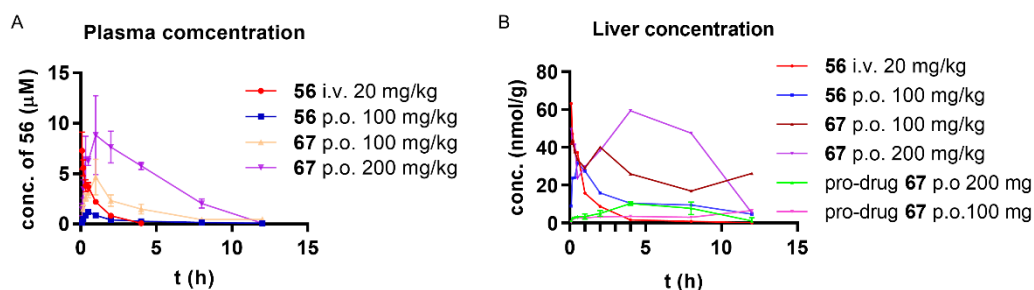 A
Plasma comcentration
conc. of 56 (μM)
15
10
5
0
0
5
10
15
t (h)
56 i.v. 20 mg/kg
56 p.o. 100 mg/kg
67 p.o. 100 mg/kg
67 p.o. 200 mg/kg
B
Liver concentration
conc. (nmol/g)
80
60
40
20
0
0
5
10
15
t (h)
56 i.v. 20 mg/kg
56 p.o. 100 mg/kg
67 p.o. 100 mg/kg
67 p.o. 200 mg/kg
pro-drug 67 p.o 200 mg
pro-drug 67 p.o.100 mg